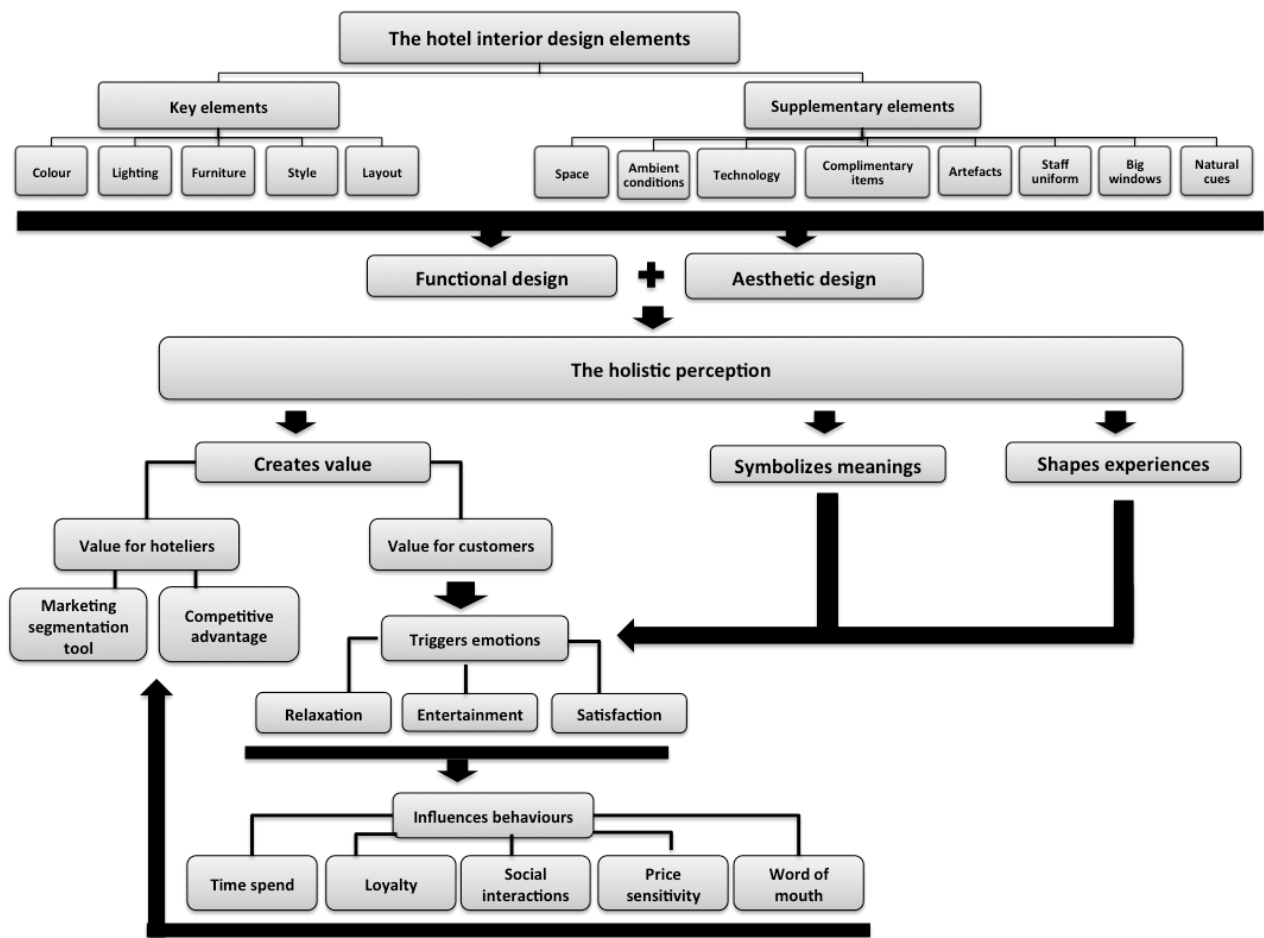 The hotel interior design elements
Key elements
Supplementary elements
Colour
Lighting
Furniture
Style
Layout
Space
Ambient
conditions
Technology
Complimentary
items
Artefacts
Staff
uniform
Big
windows
Natural
cues
Functional design
Aesthetic design
The holistic perception
Creates value
Symbolizes meanings
Shapes experiences
Value for hoteliers
Value for customers
Marketing
segmentation
tool
Competitive
advantage
Triggers emotions
Relaxation
Entertainment
Satisfaction
Influences behaviours
Time spend
Loyalty
Social
interactions
Price
sensitivity
Word of
mouth